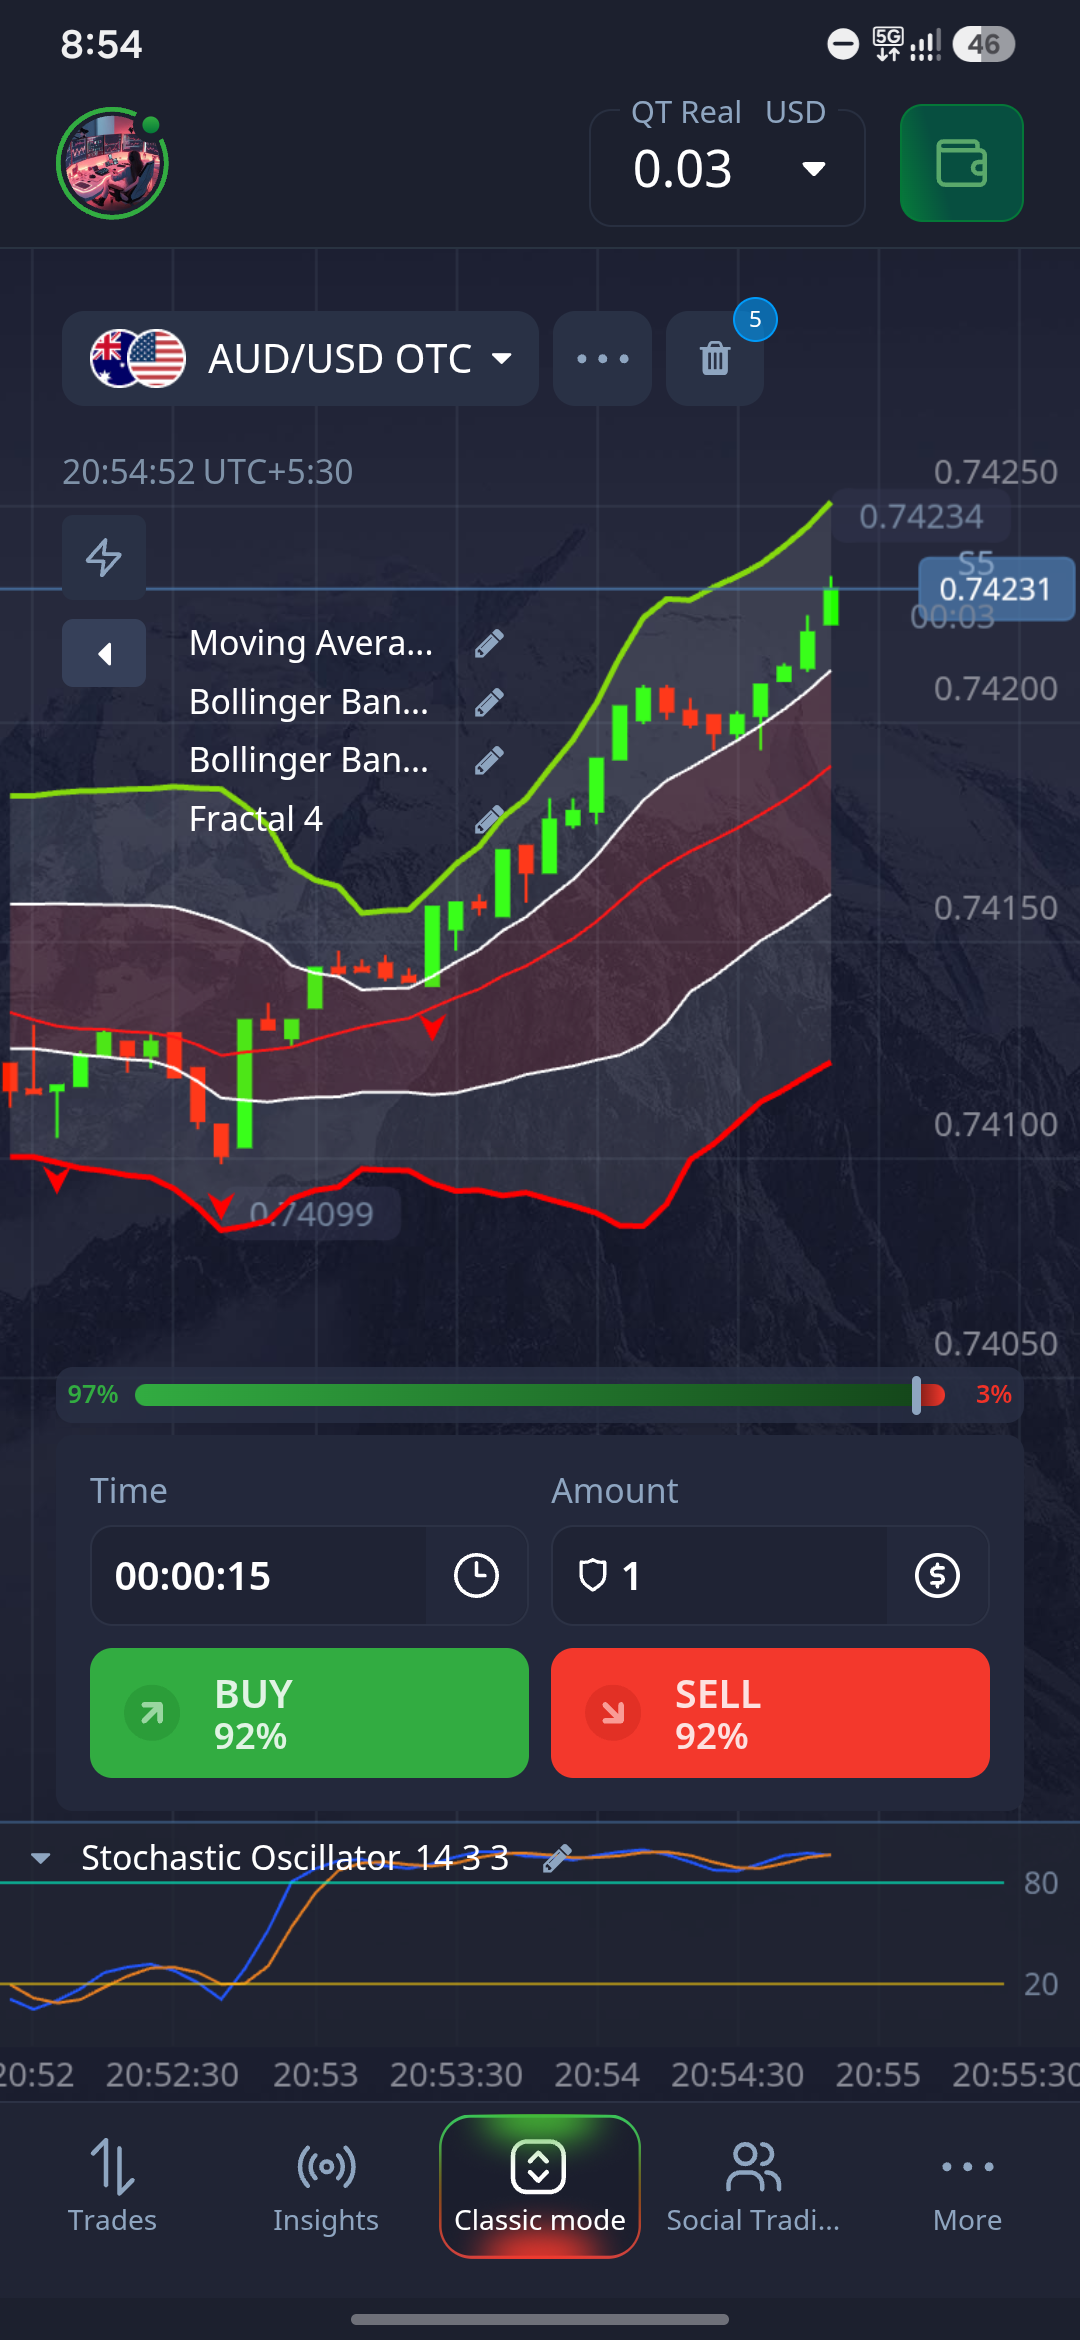 8:54
5G
46
QT Real USD
0.03
5
AUD/USD OTC
20:54:52 UTC+5:30
0.74250
0.74234
S5
0.74231
00:03
Moving Avera...
Bollinger Ban...
0.74200
Bollinger Ban...
Fractal 4
0.74150
0.74100
0.74099
0.74050
97%
3%
Time
Amount
00:00:15
1
BUY
92%
SELL
92%
Stochastic Oscillator 14 3 3
80
20
20:52 20:52:30 20:53 20:53:30 20:54 20:54:30 20:55 20:55:30
Trades
Insights
Classic mode
Social Tradi...
More